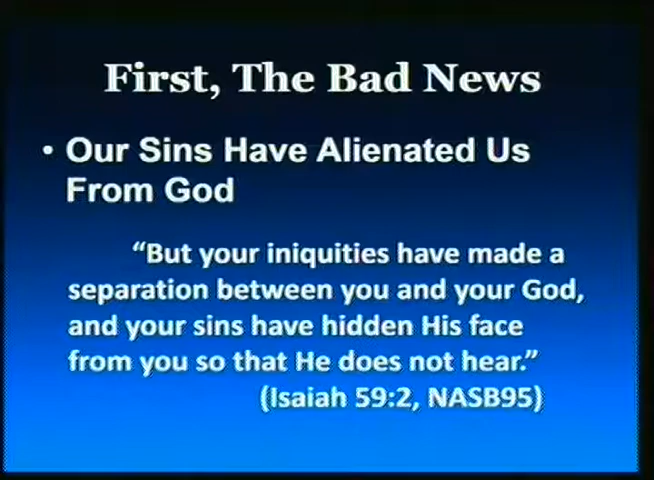 First, The Bad News
• Our Sins Have Alienated Us
From God
“But your iniquities have made a
separation between you and your God,
and your sins have hidden His face
from you so that He does not hear.”
(Isaiah 59:2, NASB95)